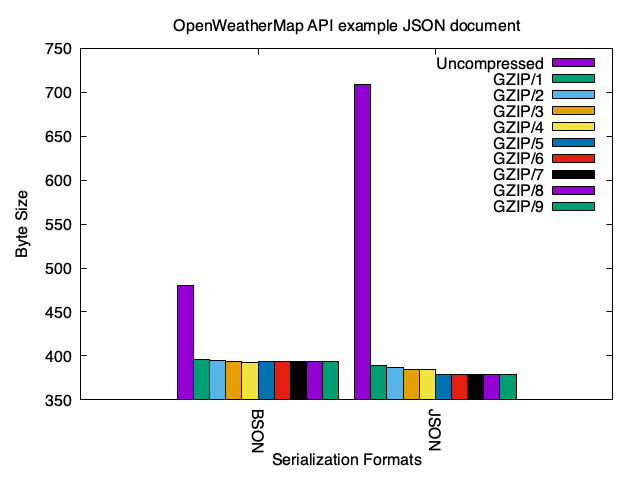 OpenWeatherMap API example JSON document
750
700
650
600
550
500
450
400
350
Byte Size
Uncompressed
GZIP/1
GZIP/2
GZIP/3
GZIP/4
GZIP/5
GZIP/6
GZIP/7
GZIP/8
GZIP/9
BSON
JSON
Serialization Formats